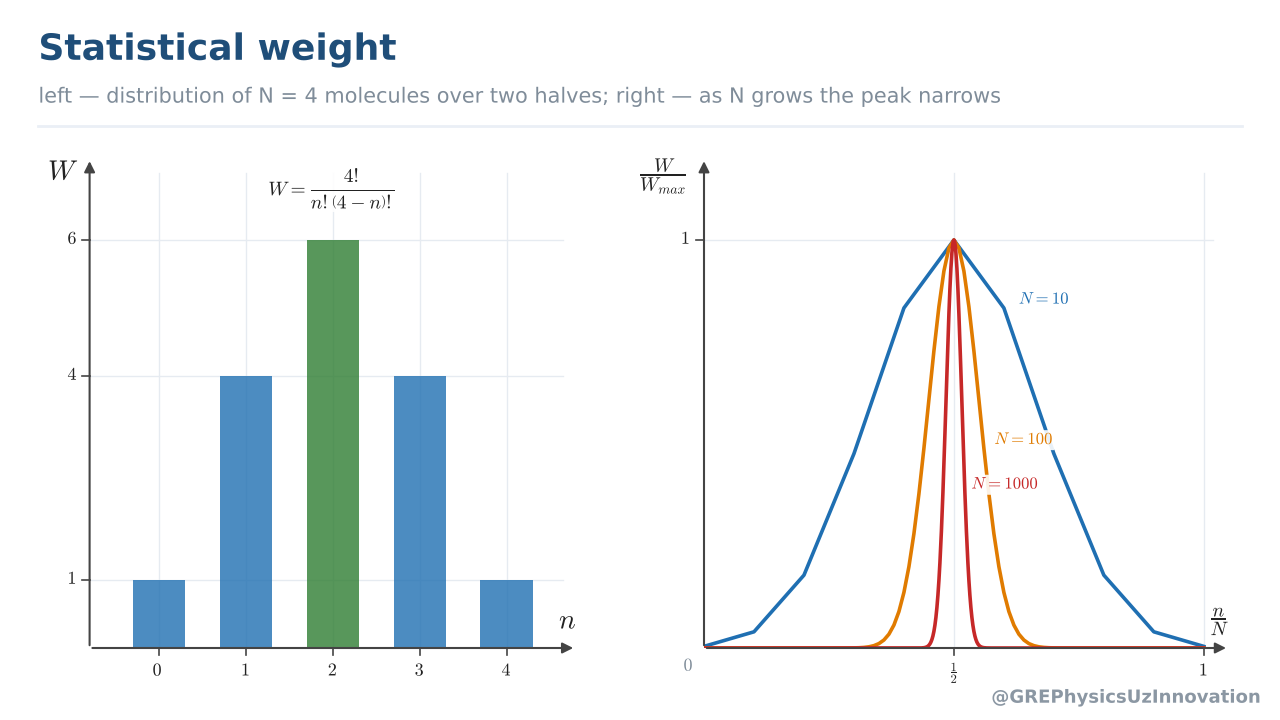 Statistical weight
left — distribution of N = 4 molecules over two halves; right — as N grows the peak narrows
W
W = 4! / n! (4 − n)!
6
4
1
n
0 1 2 3 4
W / W_max
1
N = 10
N = 100
N = 1000
n / N
0
1/2
1
@GREPhysicsUzInnovation